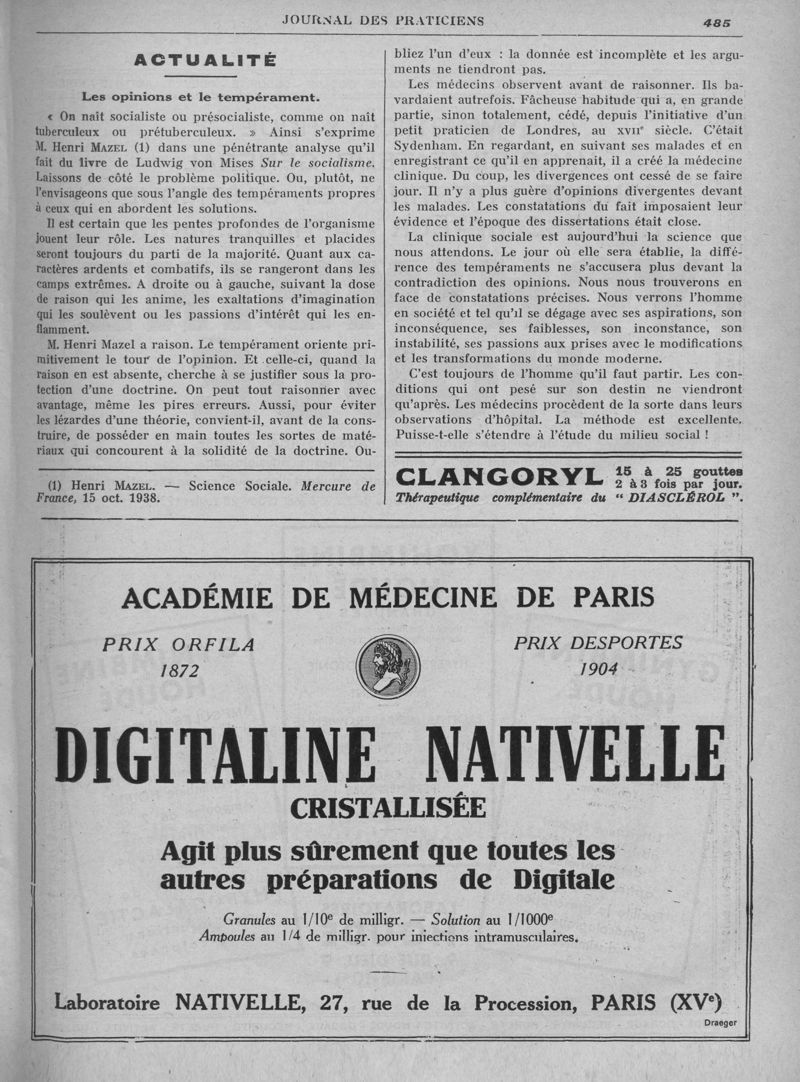 JOURNAL DES PRATICIENS
485
ACTUALITÉ
Les opinions et le tempérament.
« On naît socialiste ou présocialiste, comme on naît
tuberculeux ou prétuberculeux. » Ainsi s'exprime
M. Henri MAZEL (1) dans une pénétrante analyse qu'il
fait du livre de Ludwig von Mises Sur le socialisme.
Laissons de côté le problème politique. Ou, plutôt, ne
l'envisageons que sous l'angle des tempéraments propres
à ceux qui en abordent les solutions.
Il est certain que les pentes profondes de l'organisme
jouent leur rôle. Les natures tranquilles et placides
seront toujours du parti de la majorité. Quant aux ca-
ractères ardents et combatifs, ils se rangeront dans les
camps extrêmes. A droite ou à gauche, suivant la dose
de raison qui les anime, les exaltations d'imagination
qui les soulèvent ou les passions d'intérêt qui les en-
flamment.
M. Henri Mazel a raison. Le tempérament oriente pri-
mitivement le tour de l'opinion. Et celle-ci, quand la
raison en est absente, cherche à se justifier sous la pro-
tection d'une doctrine. On peut tout raisonner avec
avantage, même les pires erreurs. Aussi, pour éviter
les lézardes d'une théorie, convient-il, avant de la cons-
truire, de posséder en main toutes les sortes de maté-
riaux qui concourent à la solidité de la doctrine. Ou-
(1) Henri MAZEL. — Science Sociale. Mercure de
France, 15 oct. 1938.
bliez l'un d'eux : la donnée est incomplète et les argu-
ments ne tiendront pas.
Les médecins observent avant de raisonner. Ils ba-
vardaient autrefois. Fâcheuse habitude qui a, en grande
partie, sinon totalement, cédé, depuis l'initiative d'un
petit praticien de Londres, au XVIIe siècle. C'était
Sydenham. En regardant, en suivant ses malades et en
enregistrant ce qu'il en apprenait, il a créé la médecine
clinique. Du coup, les divergences ont cessé de se faire
jour. Il n'y a plus guère d'opinions divergentes devant
les malades. Les constatations du fait imposaient leur
évidence et l'époque des dissertations était close.
La clinique sociale est aujourd'hui la science que
nous attendons. Le jour où elle sera établie, la diffé-
rence des tempéraments ne s'accusera plus devant la
contradiction des opinions. Nous nous trouverons en
face de constatations précises. Nous verrons l'homme
en société et tel qu'il se dégage avec ses aspirations, son
inconséquence, ses faiblesses, son inconstance, son
instabilité, ses passions aux prises avec le modifications
et les transformations du monde moderne.
C'est toujours de l'homme qu'il faut partir. Les con-
ditions qui ont pesé sur son destin ne viendront
qu'après. Les médecins procèdent de la sorte dans leurs
observations d'hôpital. La méthode est excellente.
Puisse-t-elle s'étendre à l'étude du milieu social !
CLANGORYL 15 à 25 gouttes
2 à 3 fois par jour.
Thérapeutique complémentaire du “ DIASCLÉROL ”.
ACADÉMIE DE MÉDECINE DE PARIS
PRIX ORFILA
1872
PRIX DESPORTES
1904
DIGITALINE NATIVELLE
CRISTALLISÉE
Agit plus sûrement que toutes les
autres préparations de Digitale
Granules au 1/10e de milligr. — Solution au 1/1000e
Ampoules au 1/4 de milligr. pour injections intramusculaires.
Laboratoire NATIVELLE, 27, rue de la Procession, PARIS (XVe)
Draeger